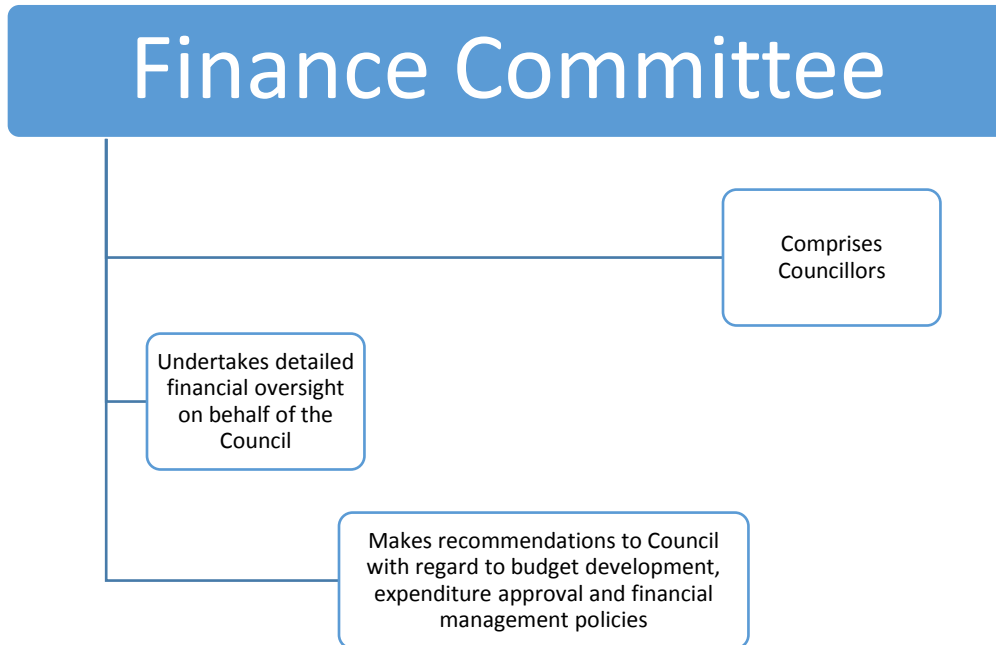 Finance Committee
Comprises
Councillors
Undertakes detailed
financial oversight
on behalf of the
Council
Makes recommendations to Council
with regard to budget development,
expenditure approval and financial
management policies